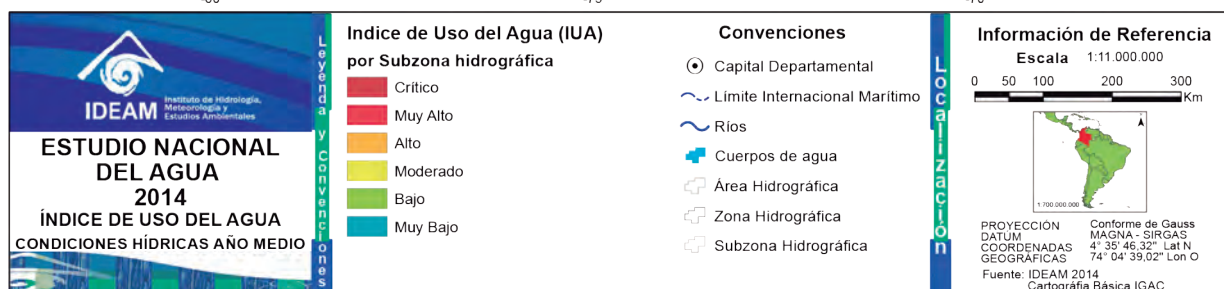 IDEAM
Instituto de Hidrología,
Meteorología y
Estudios Ambientales
ESTUDIO NACIONAL
DEL AGUA
2014
ÍNDICE DE USO DEL AGUA
CONDICIONES HÍDRICAS AÑO MEDIO
Leyenda y Convenciones
Indice de Uso del Agua (IUA)
por Subzona hidrográfica
Crítico
Muy Alto
Alto
Moderado
Bajo
Muy Bajo
Convenciones
Capital Departamental
Límite Internacional Marítimo
Ríos
Cuerpos de agua
Área Hidrográfica
Zona Hidrográfica
Subzona Hidrográfica
Localización
Información de Referencia
Escala 1:11.000.000
0 50 100 200 300
Km
1:700.000.000
PROYECCIÓN Conforme de Gauss
DATUM MAGNA - SIRGAS
COORDENADAS 4° 35' 46,32" Lat N
GEOGRÁFICAS 74° 04' 39,02" Lon O
Fuente: IDEAM 2014
Cartografía Básica IGAC